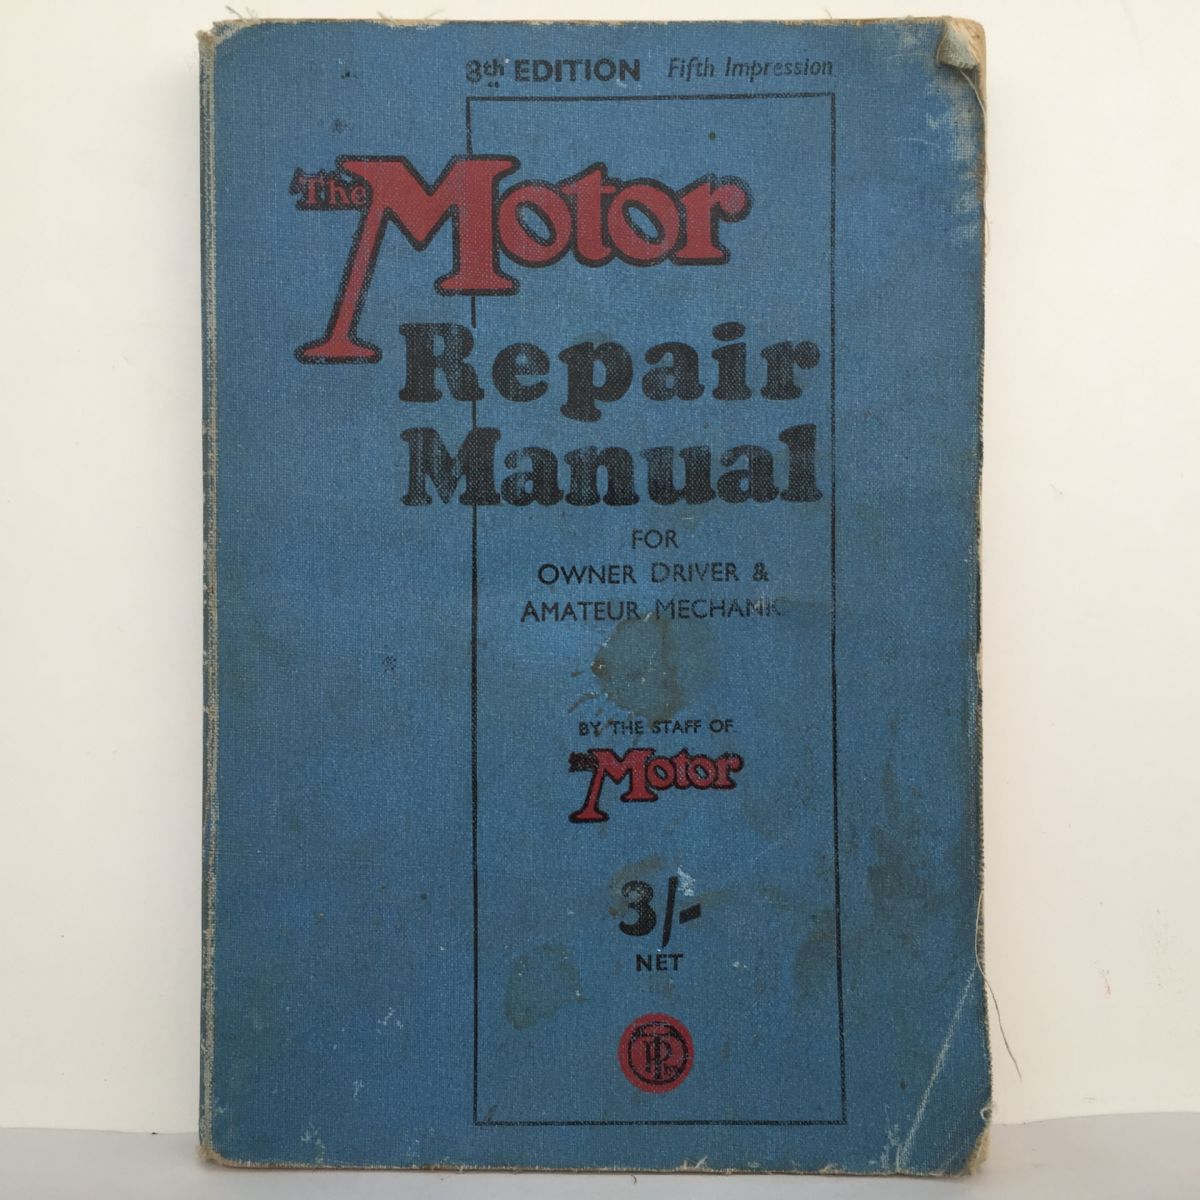 8th EDITION Fifth Impression
The Motor
Repair
Manual
FOR
OWNER DRIVER &
AMATEUR MECHANIC
BY THE STAFF OF
The Motor
3/-
NET
TPL